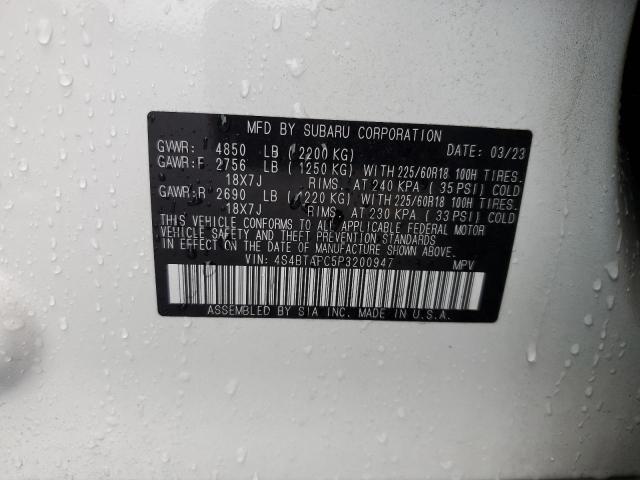 MFD BY SUBARU CORPORATION DATE: 03/23
GVWR: 4850 LB (2200 KG)
GAWR:F 2756 LB (1250 KG) WITH 225/60R18 100H TIRES.
18X7J RIMS. AT 240 KPA (35PSI) COLD
GAWR:R 2690 LB (1220 KG) WITH 225/60R18 100H TIRES.
18X7J RIMS. AT 230 KPA (33PSI) COLD
THIS VEHICLE CONFORMS TO ALL APPLICABLE FEDERAL MOTOR
VEHICLE SAFETY AND THEFT PREVENTION STANDARDS
IN EFFECT ON THE DATE OF MANUFACTURE SHOWN ABOVE.
VIN: 4S4BTAFC5P3200947 MPV
ASSEMBLED BY SIA INC. MADE IN U.S.A.